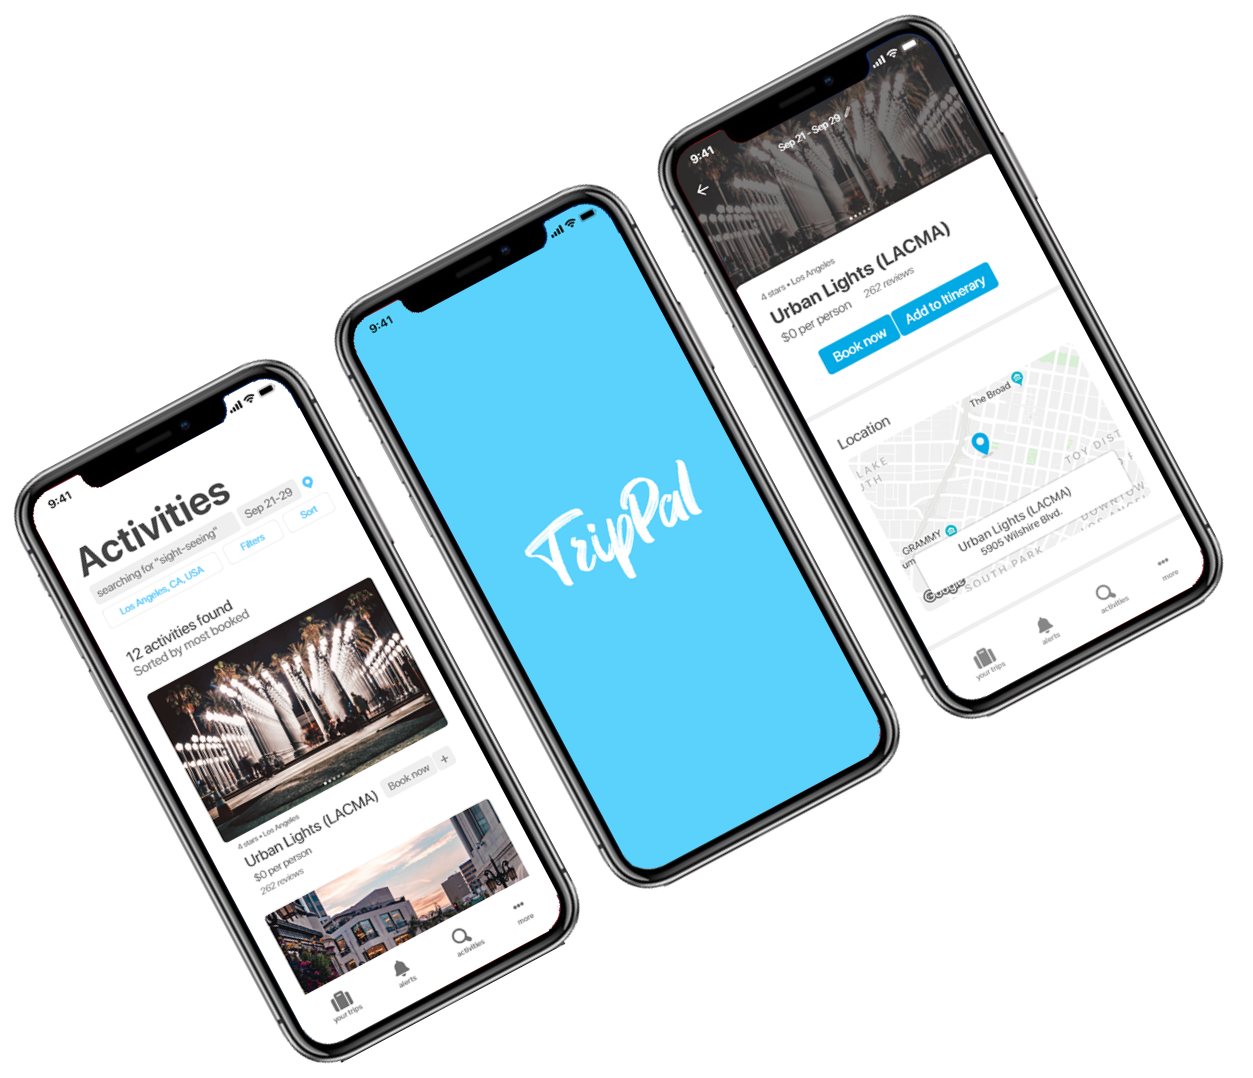 9:41
Activities
searching for "sight-seeing"
Sep 21-29
Los Angeles, CA, USA
Filters
Sort
12 activities found
Sorted by most booked
4 stars • Los Angeles
Urban Lights (LACMA)
Book now
+
$0 per person
262 reviews
your trips
alerts
activities
more
9:41
TripPal
9:41
Sep 21 - Sep 29
4 stars • Los Angeles
Urban Lights (LACMA)
$0 per person
262 reviews
Book now
Add to Itinerary
Location
The Broad
LAKE
TOY DIST
GRAMMY
um
Urban Lights (LACMA)
5905 Wilshire Blvd.
DOWNTOW
Google
SOUTH PARK
your trips
alerts
activities
more